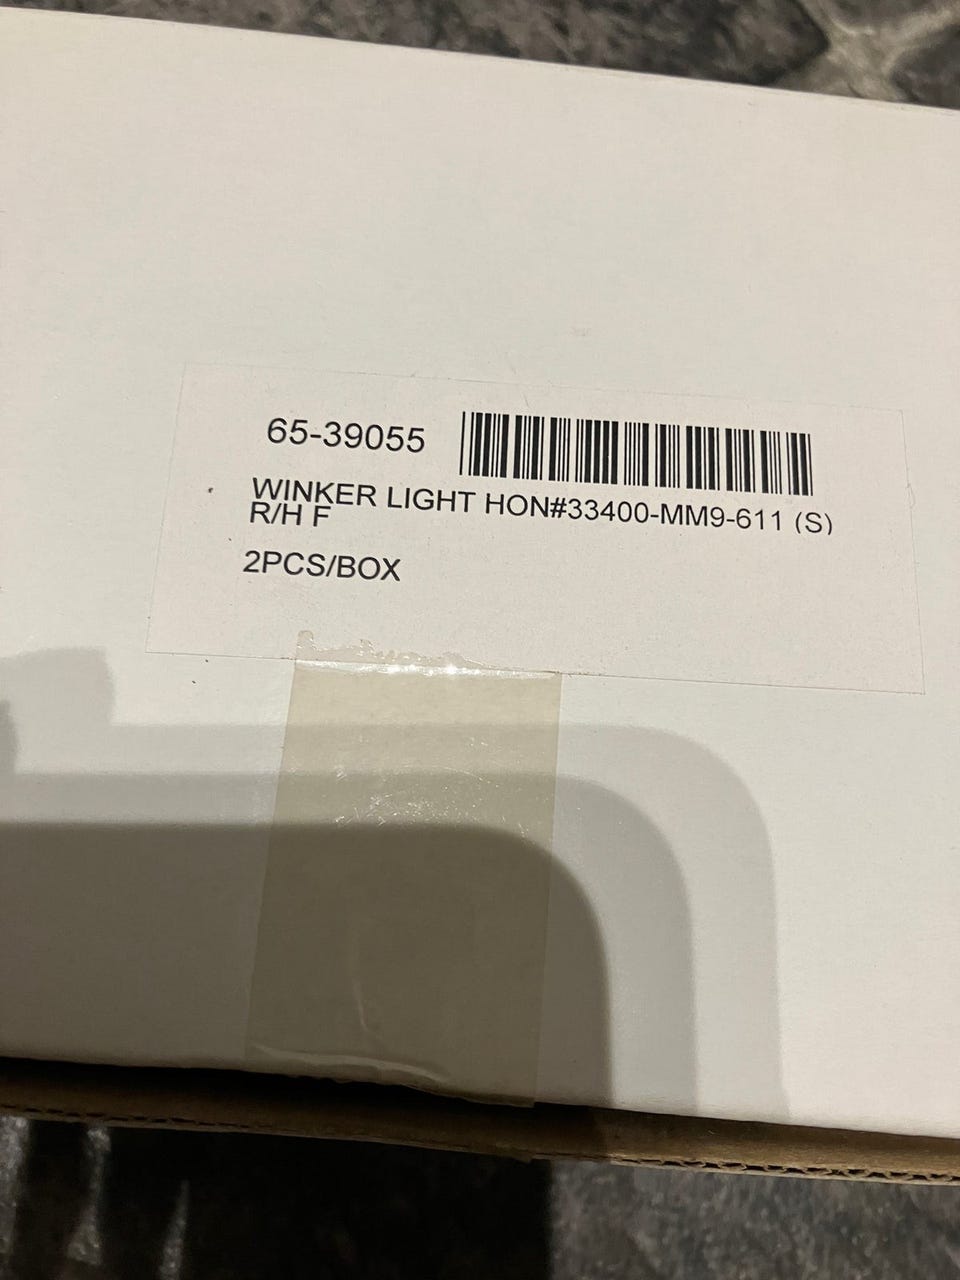 65-39055
WINKER LIGHT HON#33400-MM9-611 (S)
R/H F
2PCS/BOX